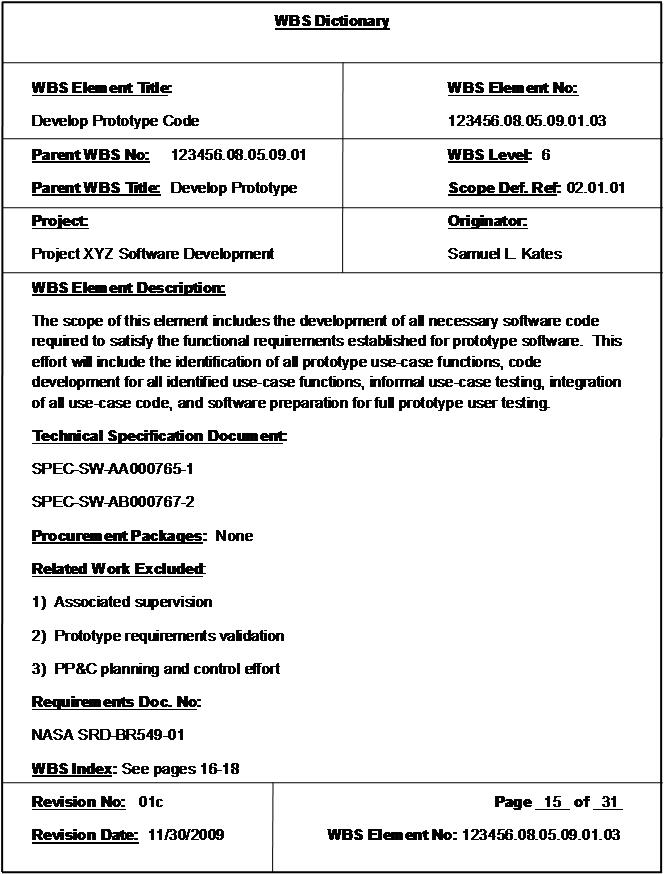 WBS Dictionary
WBS Element Title:
WBS Element No:
Develop Prototype Code
123456.08.05.09.01.03
Parent WBS No: 123456.08.05.09.01
WBS Level: 6
Parent WBS Title: Develop Prototype
Scope Def. Ref: 02.01.01
Project:
Originator:
Project XYZ Software Development
Samuel L. Kates
WBS Element Description:
The scope of this element includes the development of all necessary software code
required to satisfy the functional requirements established for prototype software. This
effort will include the identification of all prototype use-case functions, code
development for all identified use-case functions, informal use-case testing, integration
of all use-case code, and software preparation for full prototype user testing.
Technical Specification Document:
SPEC-SW-AA000765-1
SPEC-SW-AB000767-2
Procurement Packages: None
Related Work Excluded:
1) Associated supervision
2) Prototype requirements validation
3) PP&C planning and control effort
Requirements Doc. No:
NASA SRD-BR549-01
WBS Index: See pages 16-18
Revision No: 01c
Page 15 of 31
Revision Date: 11/30/2009
WBS Element No: 123456.08.05.09.01.03